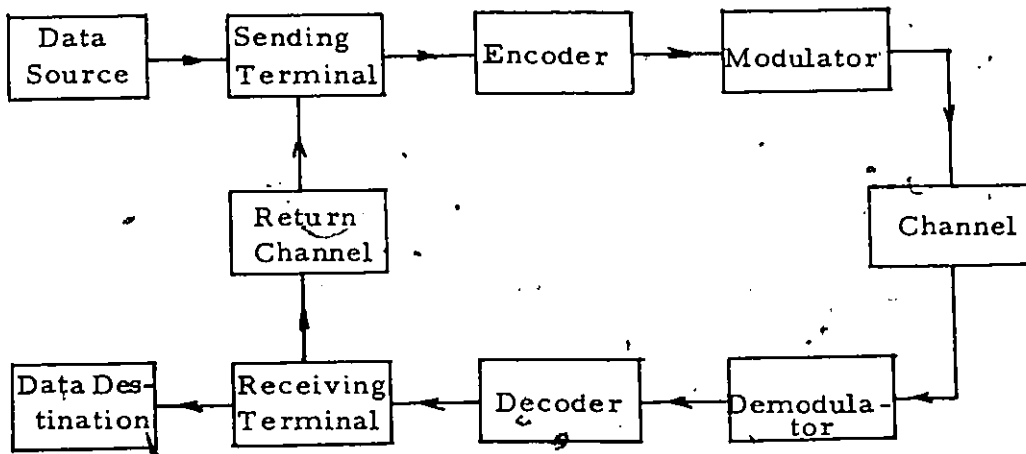 Data
Source
Sending
Terminal
Encoder
Modulator
Return
Channel
Channel
Data Des-
tination
Receiving
Terminal
Decoder
Demodula-
tor